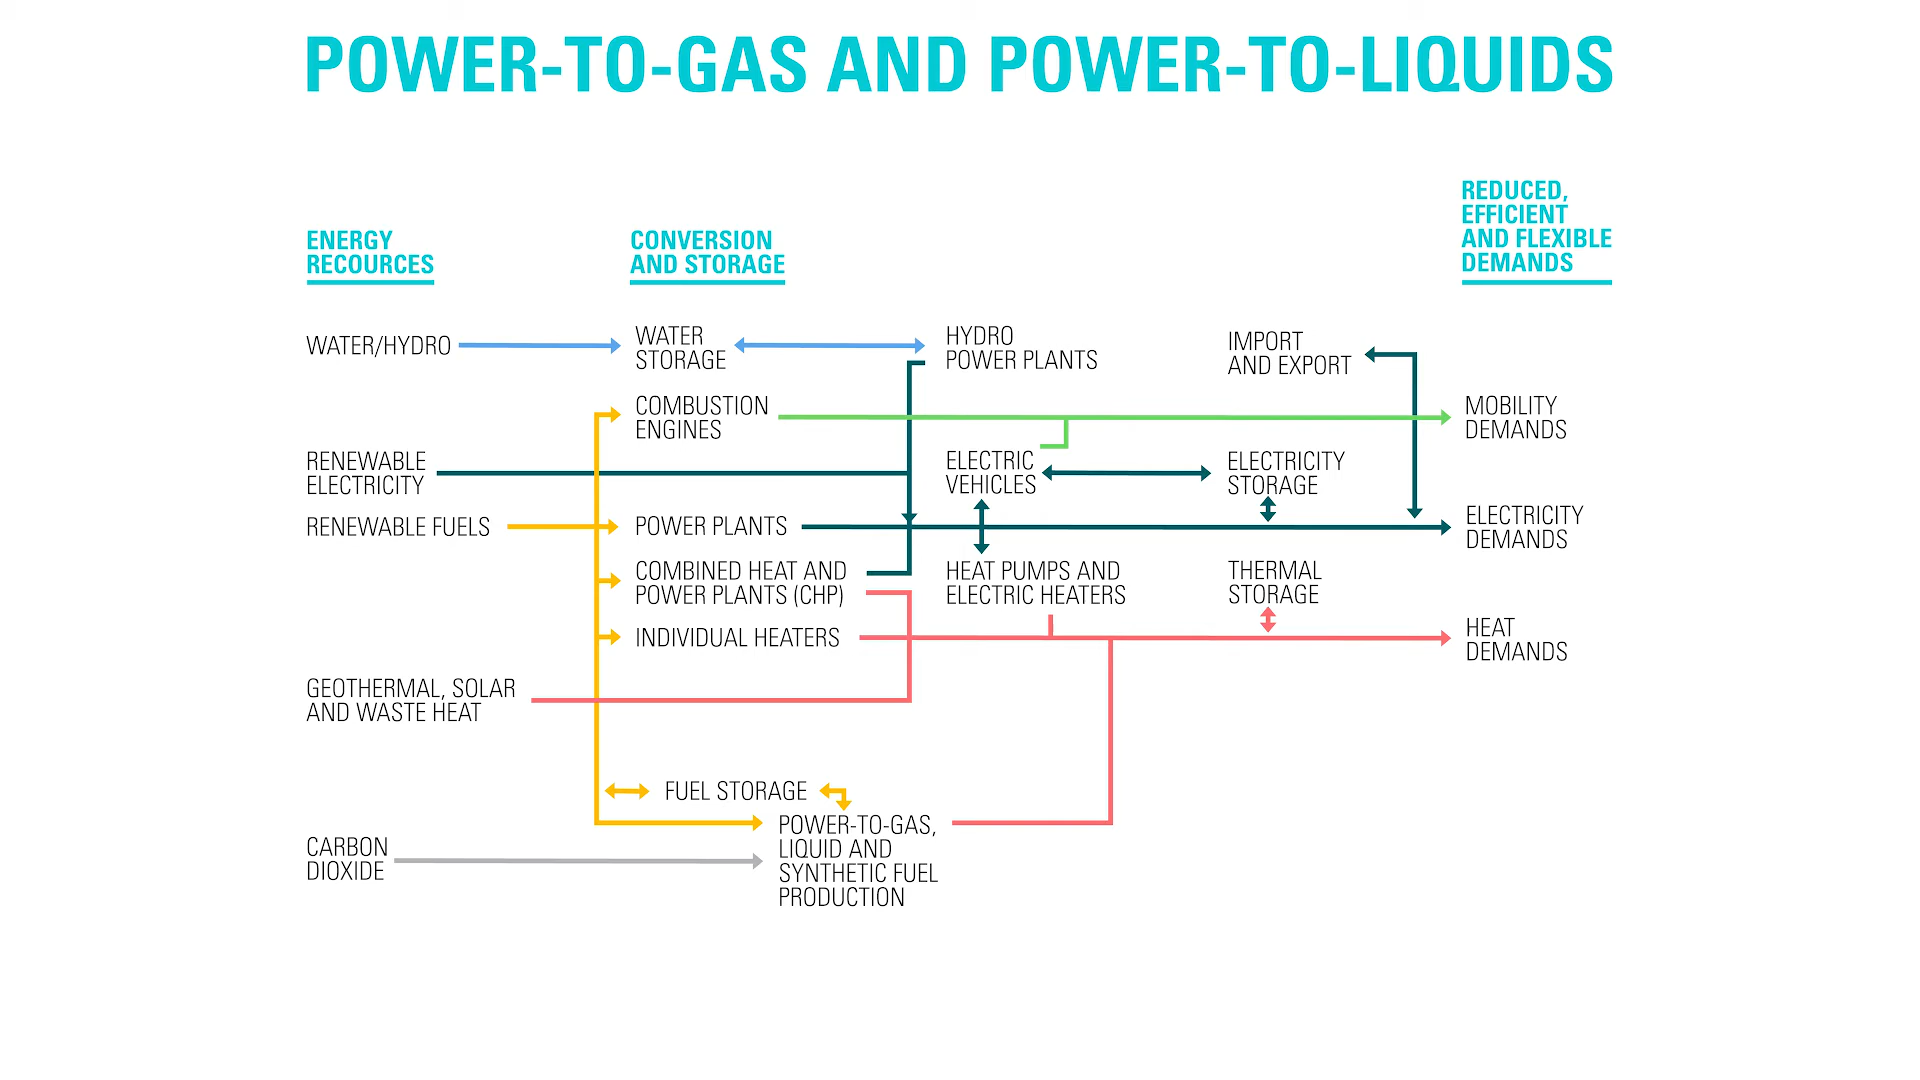 POWER-TO-GAS AND POWER-TO-LIQUIDS
ENERGY
RECOURCES
CONVERSION
AND STORAGE
REDUCED,
EFFICIENT
AND FLEXIBLE
DEMANDS
WATER/HYDRO
WATER
STORAGE
HYDRO
POWER PLANTS
IMPORT
AND EXPORT
COMBUSTION
ENGINES
MOBILITY
DEMANDS
RENEWABLE
ELECTRICITY
ELECTRIC
VEHICLES
ELECTRICITY
STORAGE
RENEWABLE FUELS
POWER PLANTS
ELECTRICITY
DEMANDS
COMBINED HEAT AND
POWER PLANTS (CHP)
HEAT PUMPS AND
ELECTRIC HEATERS
THERMAL
STORAGE
INDIVIDUAL HEATERS
HEAT
DEMANDS
GEOTHERMAL, SOLAR
AND WASTE HEAT
FUEL STORAGE
CARBON
DIOXIDE
POWER-TO-GAS,
LIQUID AND
SYNTHETIC FUEL
PRODUCTION